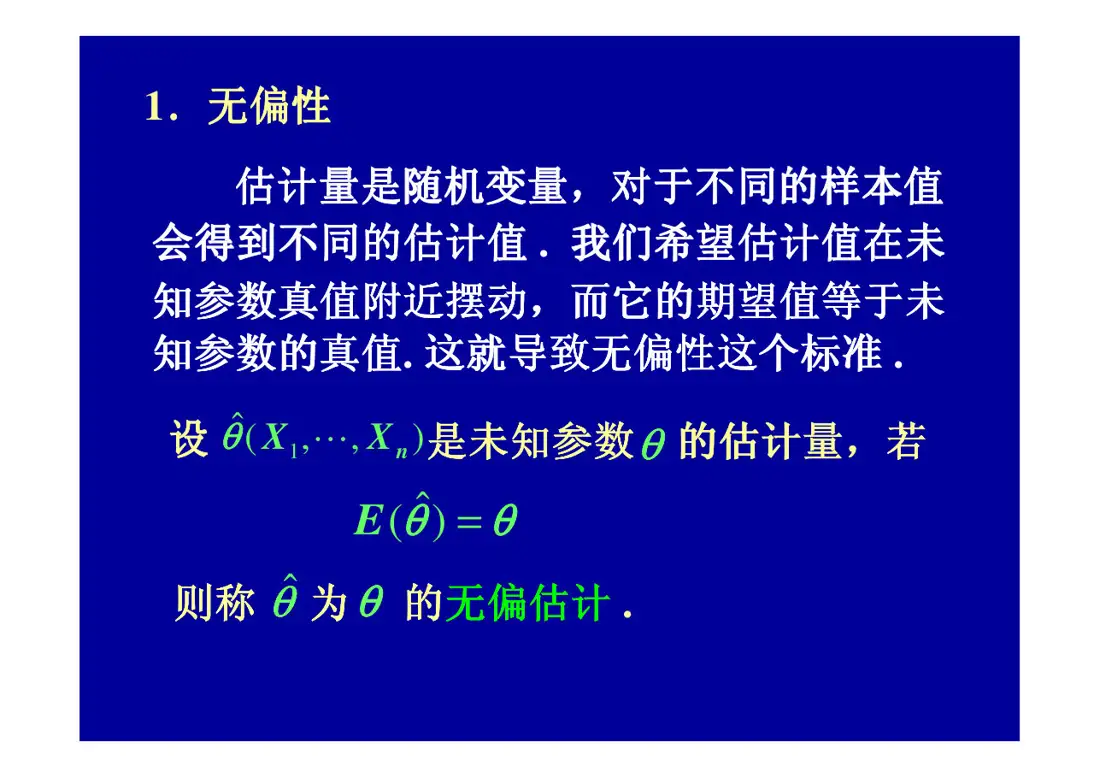 1．无偏性
估计量是随机变量，对于不同的样本值
会得到不同的估计值．我们希望估计值在未
知参数真值附近摆动，而它的期望值等于未
知参数的真值. 这就导致无偏性这个标准．
设 θ̂(X₁,⋯,Xₙ)是未知参数θ 的估计量，若
E(θ̂) = θ
则称 θ̂ 为 θ 的无偏估计．